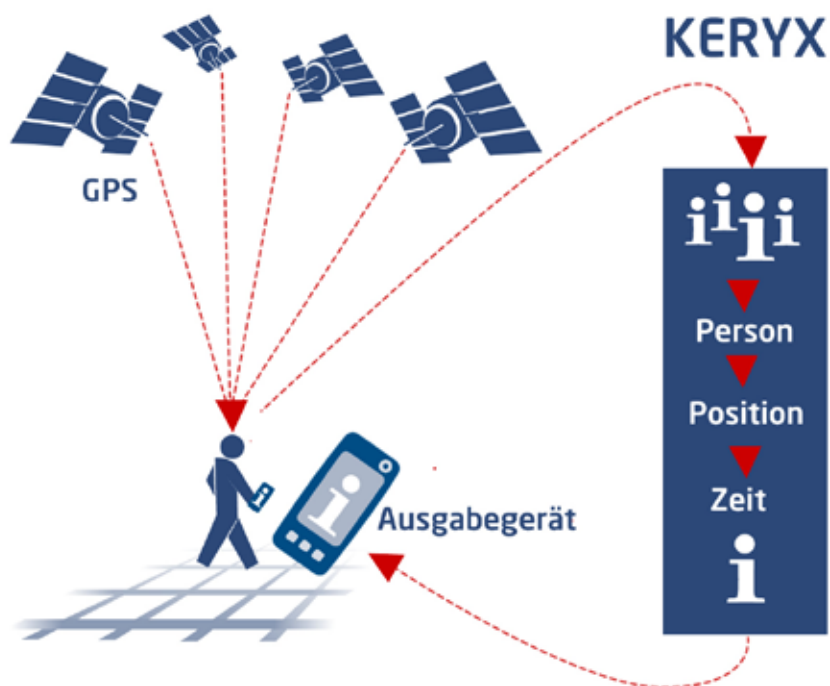 KERYX
GPS
Person
Position
Zeit
i
Ausgabegerät